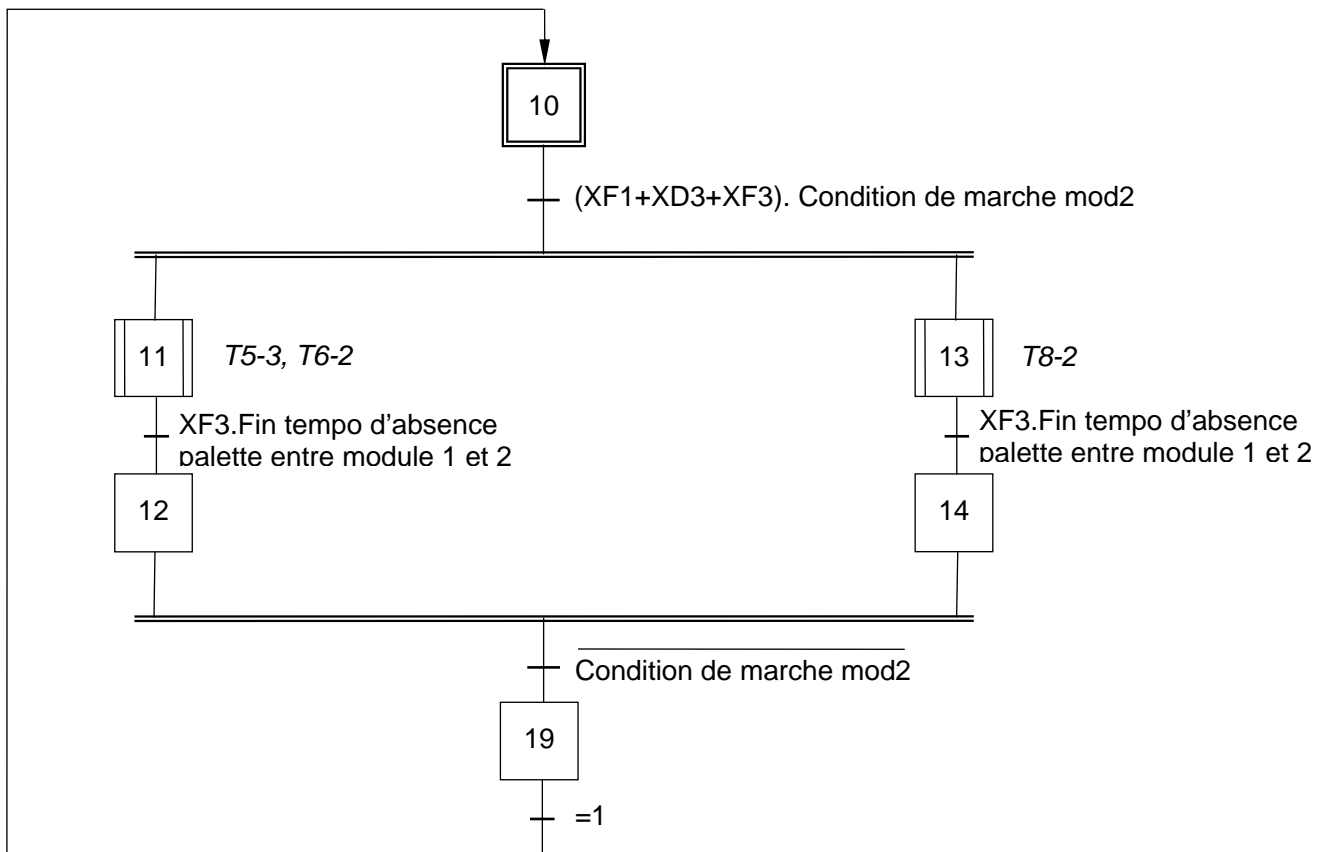 10
(XF1+XD3+XF3). Condition de marche mod2
11
T5-3, T6-2
13
T8-2
XF3.Fin tempo d'absence
palette entre module 1 et 2
XF3.Fin tempo d'absence
palette entre module 1 et 2
12
14
Condition de marche mod2
19
=1